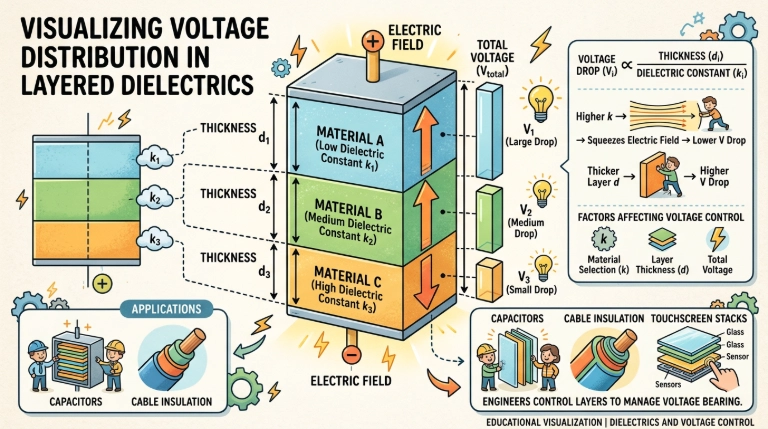 VISUALIZING VOLTAGE
DISTRIBUTION IN
LAYERED DIELECTRICS
k₁
k₂
k₃
+
THICKNESS
d₁
THICKNESS
d₂
THICKNESS
d₃
+
ELECTRIC
FIELD
MATERIAL A
(Low Dielectric
Constant k₁)
MATERIAL B
(Medium Dielectric
Constant k₂)
MATERIAL C
(High Dielectric
Constant k₃)
−
ELECTRIC FIELD
TOTAL
VOLTAGE
(Vtotal)
V₁
(Large Drop)
V₂
(Medium
Drop)
V₃
(Small Drop)
VOLTAGE
DROP (Vᵢ) ∝ THICKNESS (dᵢ)
DIELECTRIC CONSTANT (kᵢ)
Higher k →
→ Squeezes Electric Field → Lower V Drop
Thicker
Layer d → → Higher
V Drop
FACTORS AFFECTING VOLTAGE CONTROL
k
Material
Selection (k)
Layer
Thickness (d)
Total
Voltage
APPLICATIONS
CAPACITORS
CABLE INSULATION
CAPACITORS
CABLE INSULATION
TOUCHSCREEN STACKS
Glass
Glass
Sensor
Sensors
ENGINEERS CONTROL LAYERS TO MANAGE VOLTAGE BEARING.
EDUCATIONAL VISUALIZATION | DIELECTRICS AND VOLTAGE CONTROL